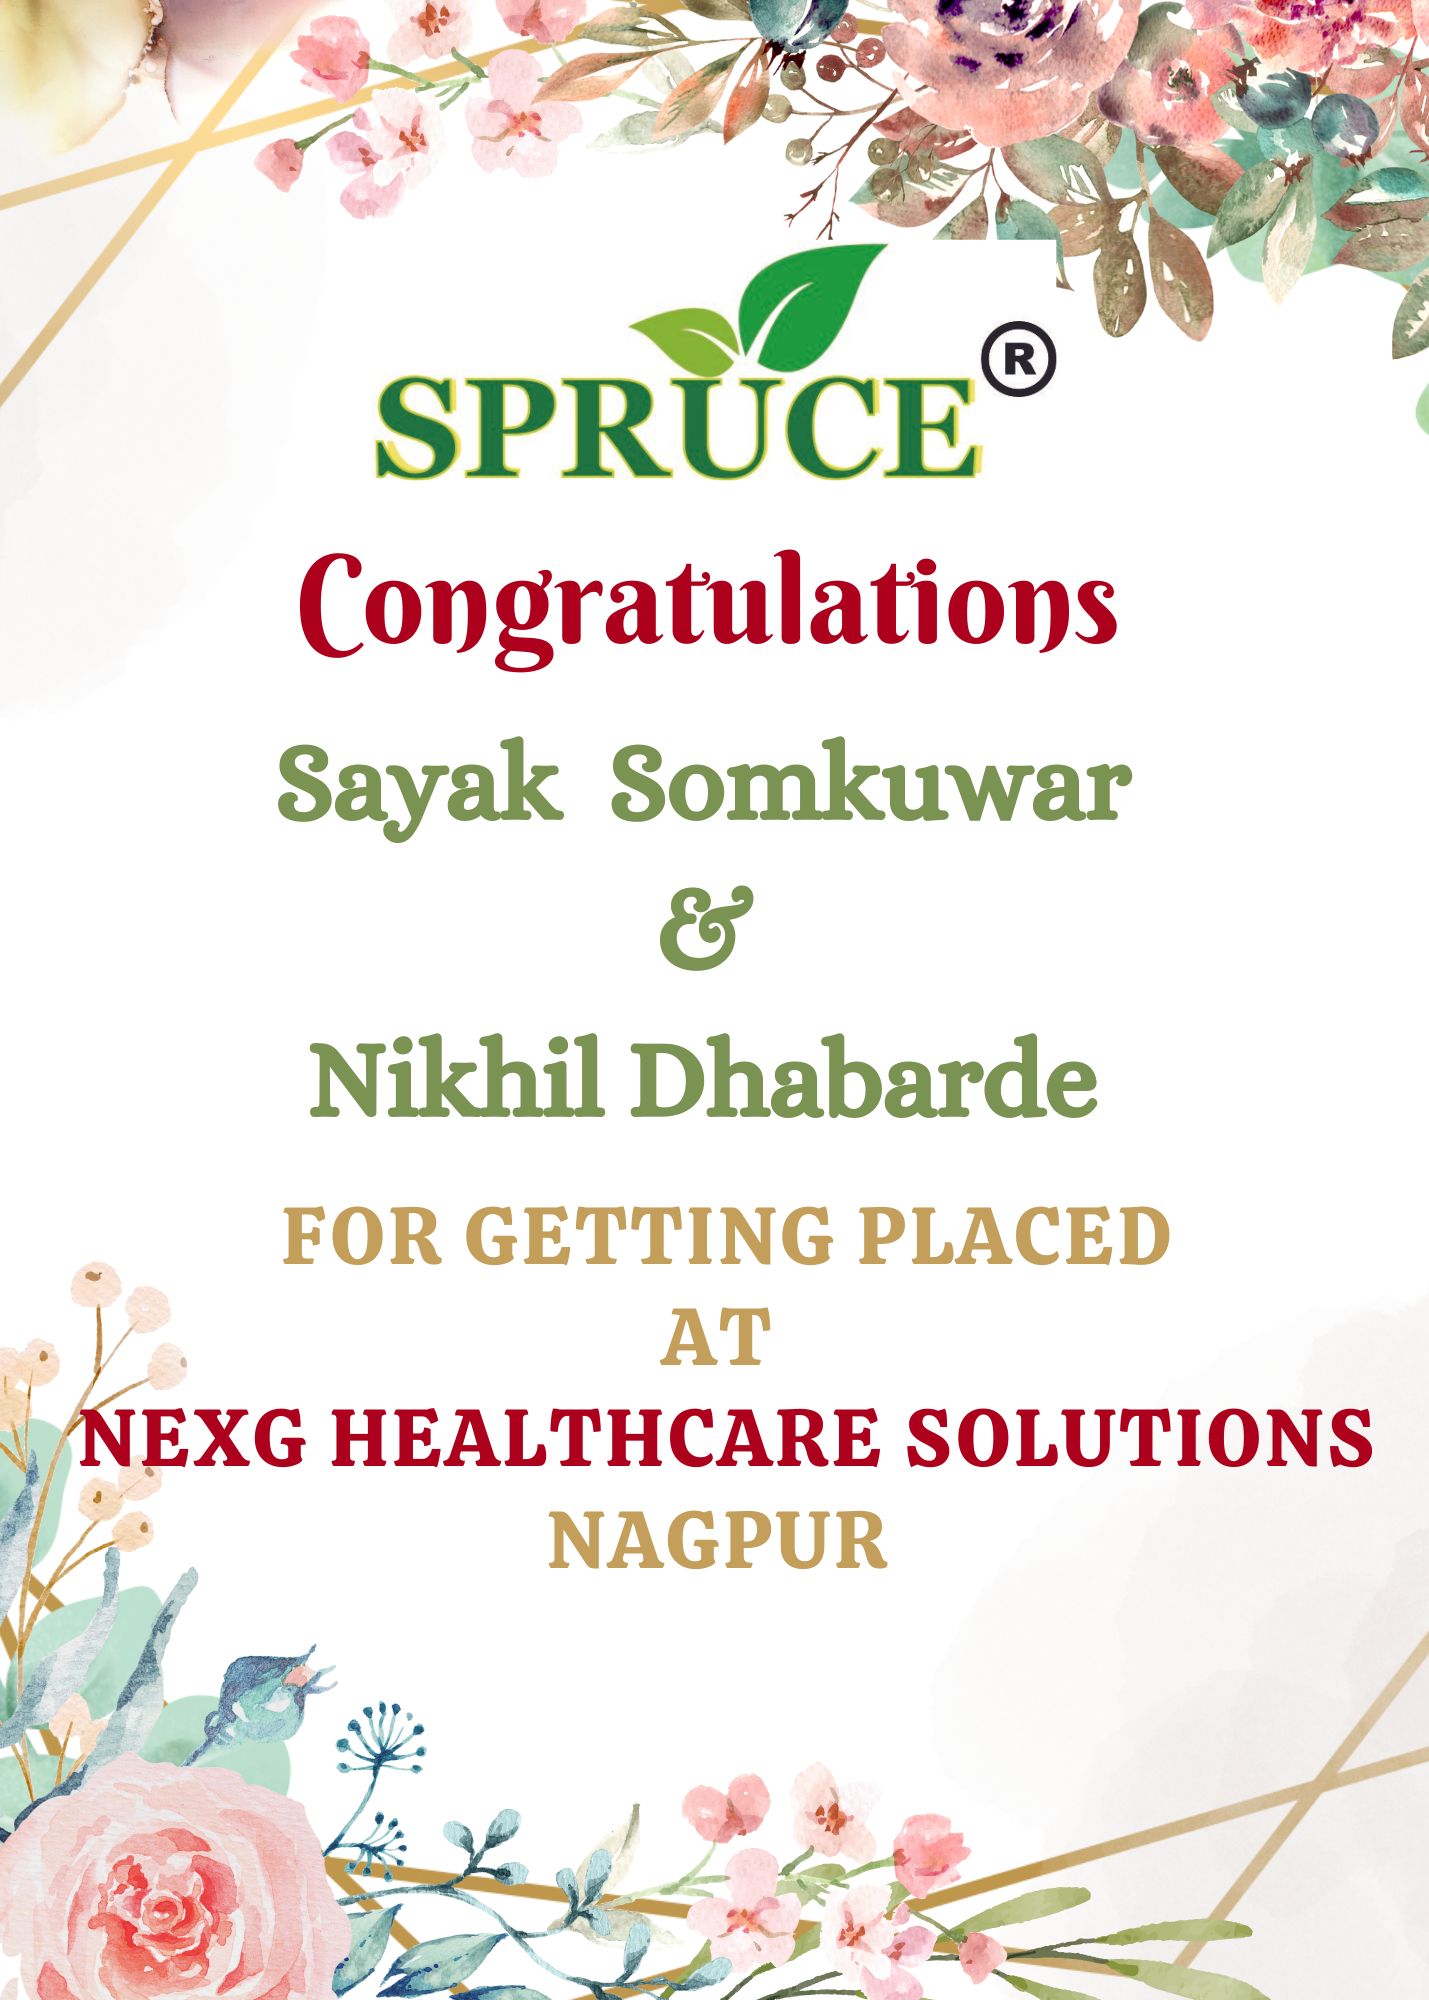 SPRUCE®
Congratulations
Sayak Somkuwar
&
Nikhil Dhabarde
FOR GETTING PLACED
AT
NEXG HEALTHCARE SOLUTIONS
NAGPUR